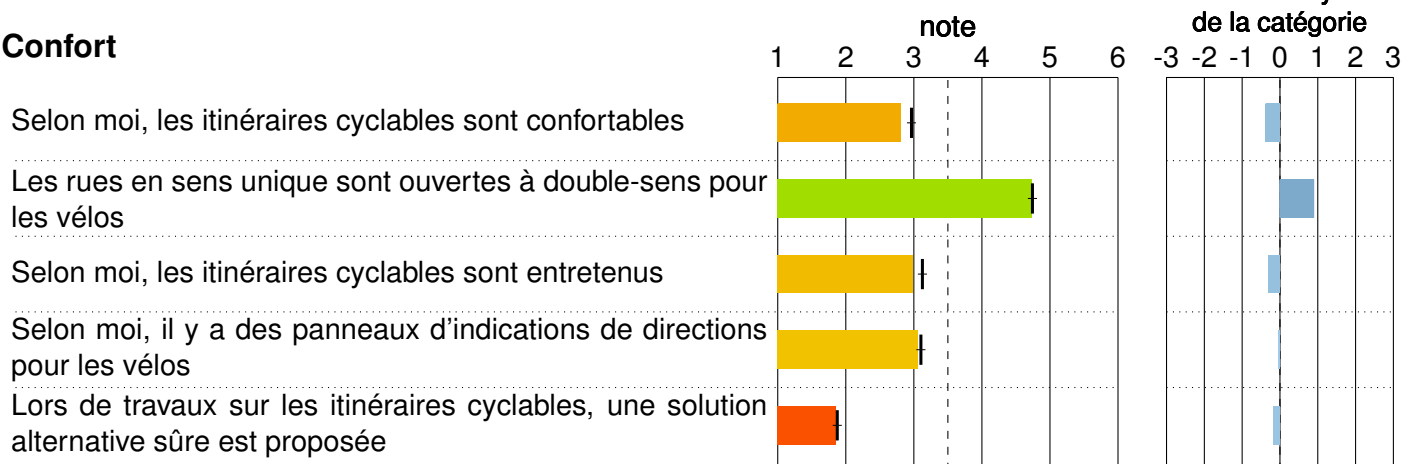 note
de la catégorie
Confort
1 2 3 4 5 6
-3 -2 -1 0 1 2 3
Selon moi, les itinéraires cyclables sont confortables
Les rues en sens unique sont ouvertes à double-sens pour
les vélos
Selon moi, les itinéraires cyclables sont entretenus
Selon moi, il y a des panneaux d'indications de directions
pour les vélos
Lors de travaux sur les itinéraires cyclables, une solution
alternative sûre est proposée